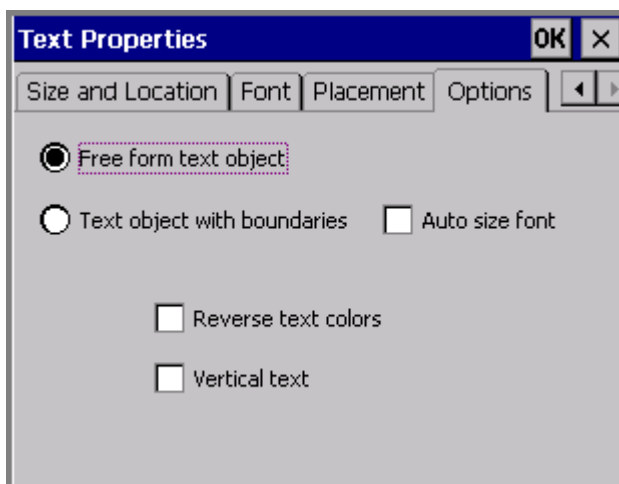 Text Properties OK ×
Size and Location Font Placement Options
Free form text object
Text object with boundaries Auto size font
Reverse text colors
Vertical text